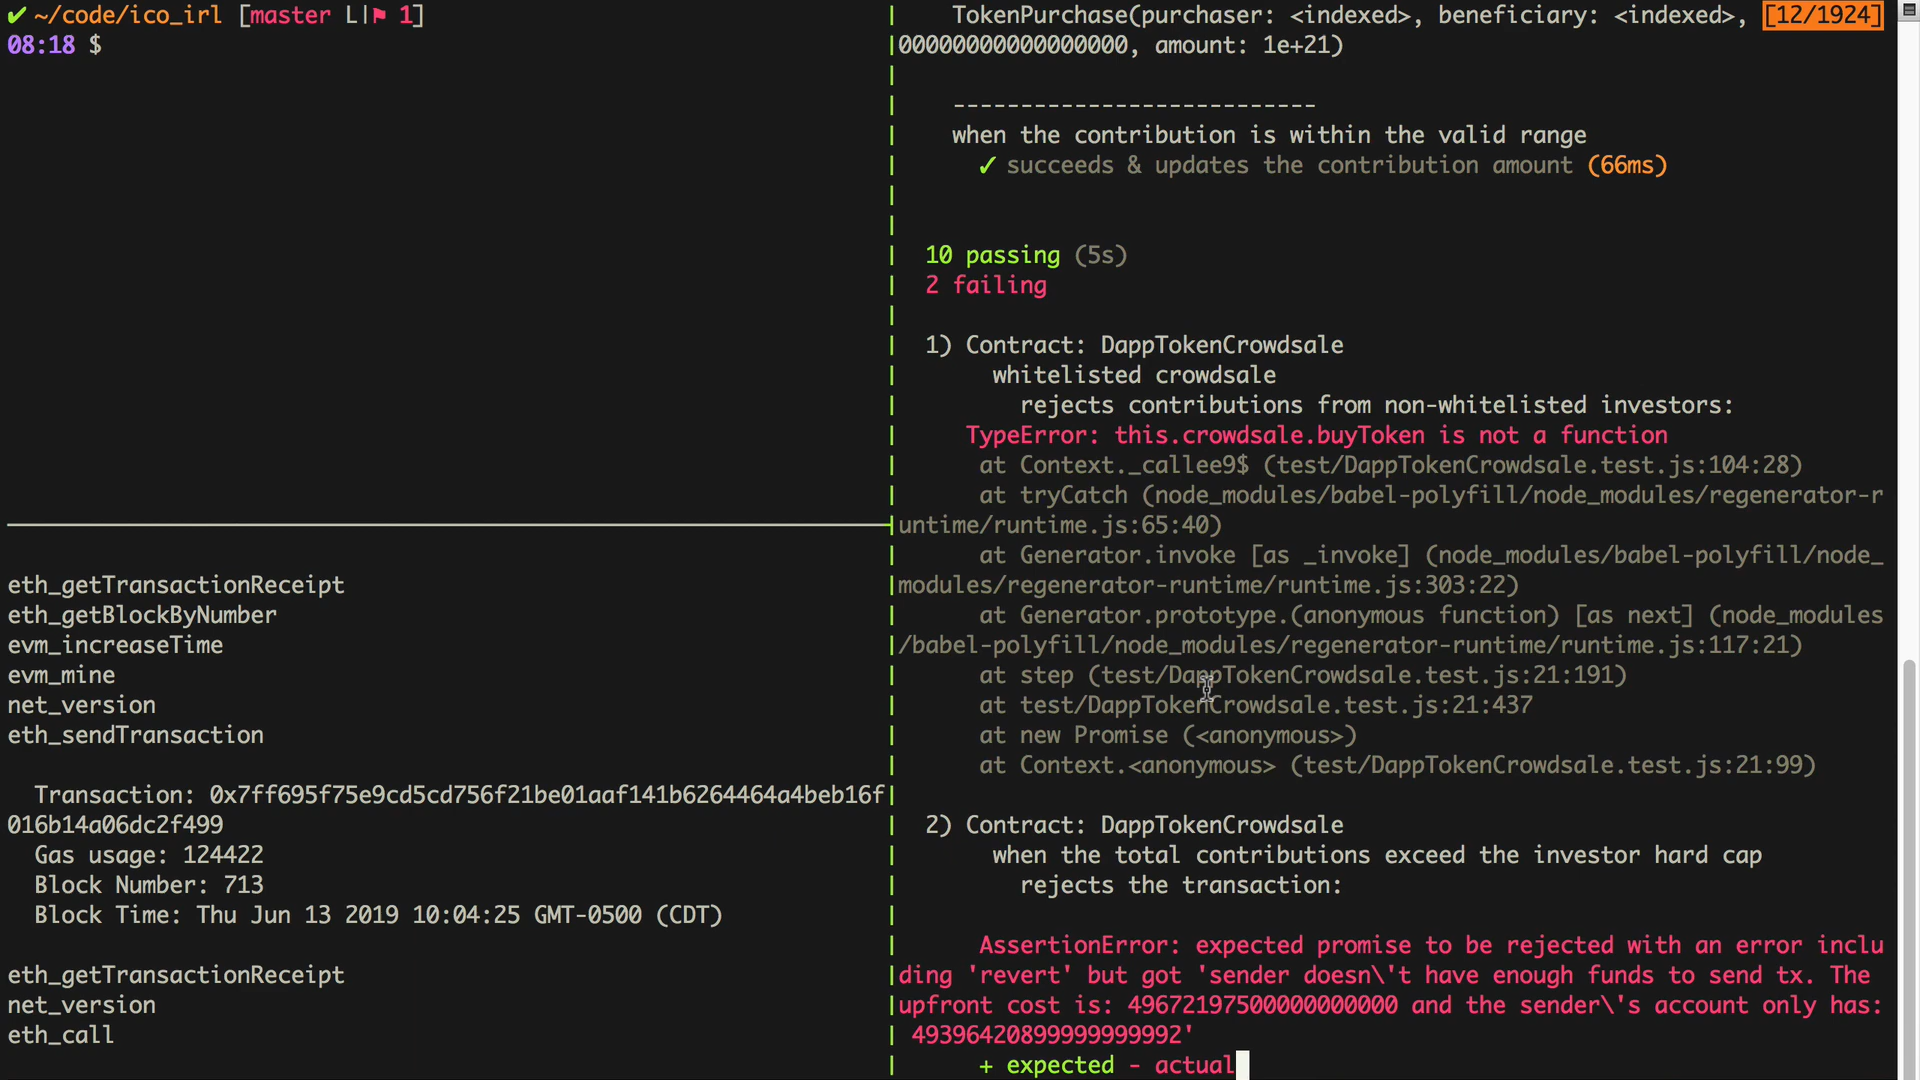 ✔ ~/code/ico_irl [master L|⚑ 1]
08:18 $
eth_getTransactionReceipt
eth_getBlockByNumber
evm_increaseTime
evm_mine
net_version
eth_sendTransaction
Transaction: 0x7ff695f75e9cd5cd756f21be01aaf141b6264464a4beb16f
016b14a06dc2f499
Gas usage: 124422
Block Number: 713
Block Time: Thu Jun 13 2019 10:04:25 GMT-0500 (CDT)
eth_getTransactionReceipt
net_version
eth_call
TokenPurchase(purchaser: <indexed>, beneficiary: <indexed>, [12/1924]
00000000000000000, amount: 1e+21)
---------------------------
when the contribution is within the valid range
✓ succeeds & updates the contribution amount (66ms)
10 passing (5s)
2 failing
1) Contract: DappTokenCrowdsale
whitelisted crowdsale
rejects contributions from non-whitelisted investors:
TypeError: this.crowdsale.buyToken is not a function
at Context._callee9$ (test/DappTokenCrowdsale.test.js:104:28)
at tryCatch (node_modules/babel-polyfill/node_modules/regenerator-r
untime/runtime.js:65:40)
at Generator.invoke [as _invoke] (node_modules/babel-polyfill/node_
modules/regenerator-runtime/runtime.js:303:22)
at Generator.prototype.(anonymous function) [as next] (node_modules
/babel-polyfill/node_modules/regenerator-runtime/runtime.js:117:21)
at step (test/DappTokenCrowdsale.test.js:21:191)
at test/DappTokenCrowdsale.test.js:21:437
at new Promise (<anonymous>)
at Context.<anonymous> (test/DappTokenCrowdsale.test.js:21:99)
2) Contract: DappTokenCrowdsale
when the total contributions exceed the investor hard cap
rejects the transaction:
AssertionError: expected promise to be rejected with an error inclu
ding 'revert' but got 'sender doesn\'t have enough funds to send tx. The
upfront cost is: 49672197500000000000 and the sender\'s account only has:
49396420899999999992'
+ expected - actual